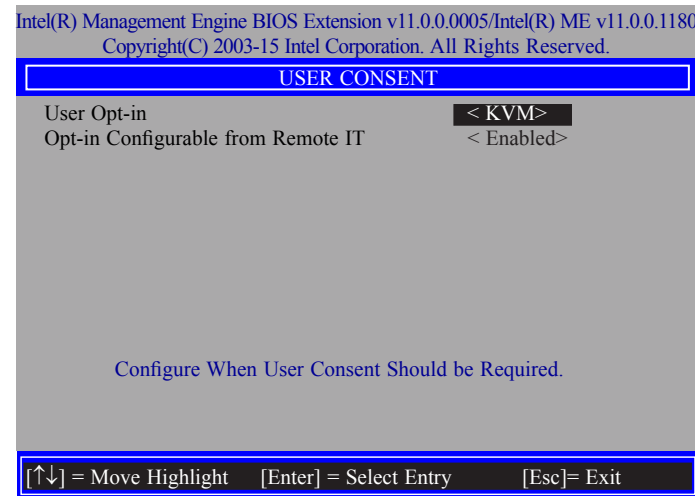 Intel(R) Management Engine BIOS Extension v11.0.0.0005/Intel(R) ME v11.0.0.1180
Copyright(C) 2003-15 Intel Corporation. All Rights Reserved.
USER CONSENT
User Opt-in < KVM>
Opt-in Configurable from Remote IT < Enabled>
Configure When User Consent Should be Required.
[↑↓] = Move Highlight [Enter] = Select Entry [Esc]= Exit